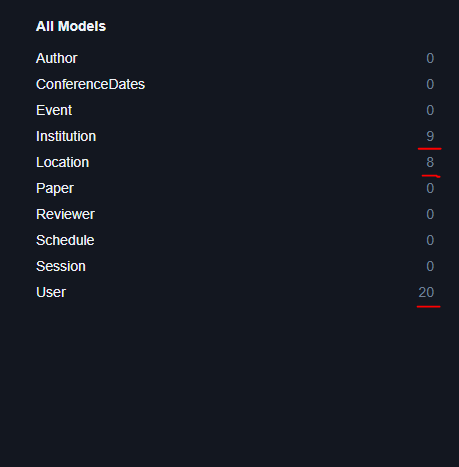 All Models
Author 0
ConferenceDates 0
Event 0
Institution 9
Location 8
Paper 0
Reviewer 0
Schedule 0
Session 0
User 20